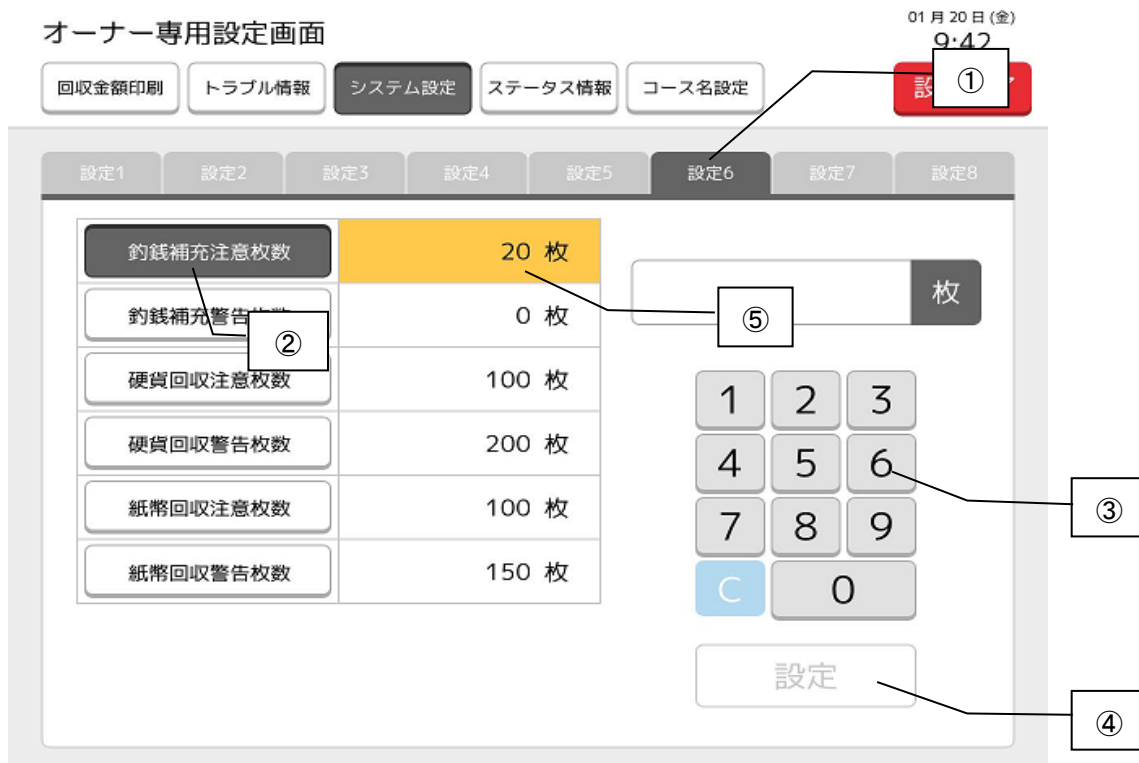 オーナー専用設定画面
01月20日(金)
9:42
回収金額印刷 トラブル情報 システム設定 ステータス情報 コース名設定
①
設定1 設定2 設定3 設定4 設定5 設定6 設定7 設定8
釣銭補充注意枚数 20 枚
枚
釣銭補充警告 0 枚
②
⑤
硬貨回収注意枚数 100 枚
硬貨回収警告枚数 200 枚
紙幣回収注意枚数 100 枚
紙幣回収警告枚数 150 枚
1 2 3
4 5 6
7 8 9
C 0
③
設定
④